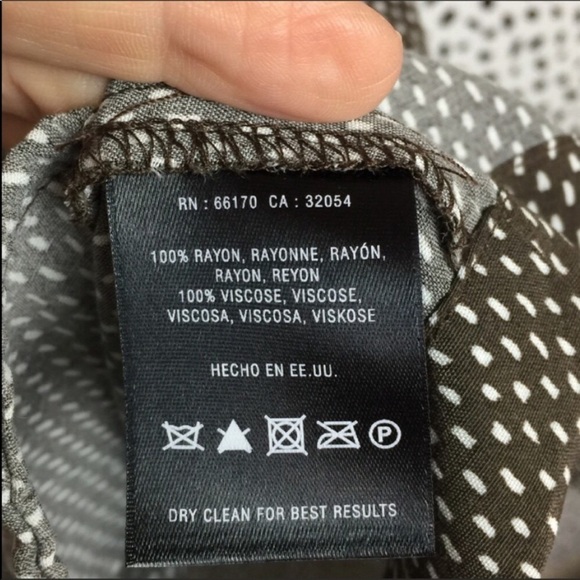 RN : 66170 CA : 32054
100% RAYON, RAYONNE, RAYÓN,
RAYON, REYON
100% VISCOSE, VISCOSE,
VISCOSA, VISCOSA, VISKOSE
HECHO EN EE.UU.
P
DRY CLEAN FOR BEST RESULTS